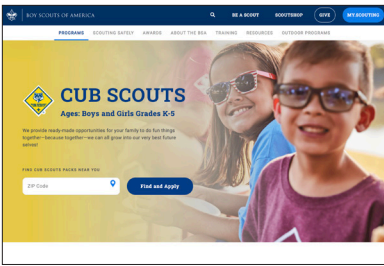 BOY SCOUTS OF AMERICA
BE A SCOUT
SCOUTSHOP
GIVE
MY.SCOUTING
PROGRAMS
SCOUTING SAFELY
AWARDS
ABOUT THE BSA
TRAINING
RESOURCES
OUTDOOR PROGRAMS
CUB SCOUTS
Ages: Boys and Girls Grades K-5
We provide ready-made opportunities for your family to do fun things
together—because together—we can all grow into our very best future
selves!
FIND CUB SCOUTS PACKS NEAR YOU
ZIP Code
Find and Apply